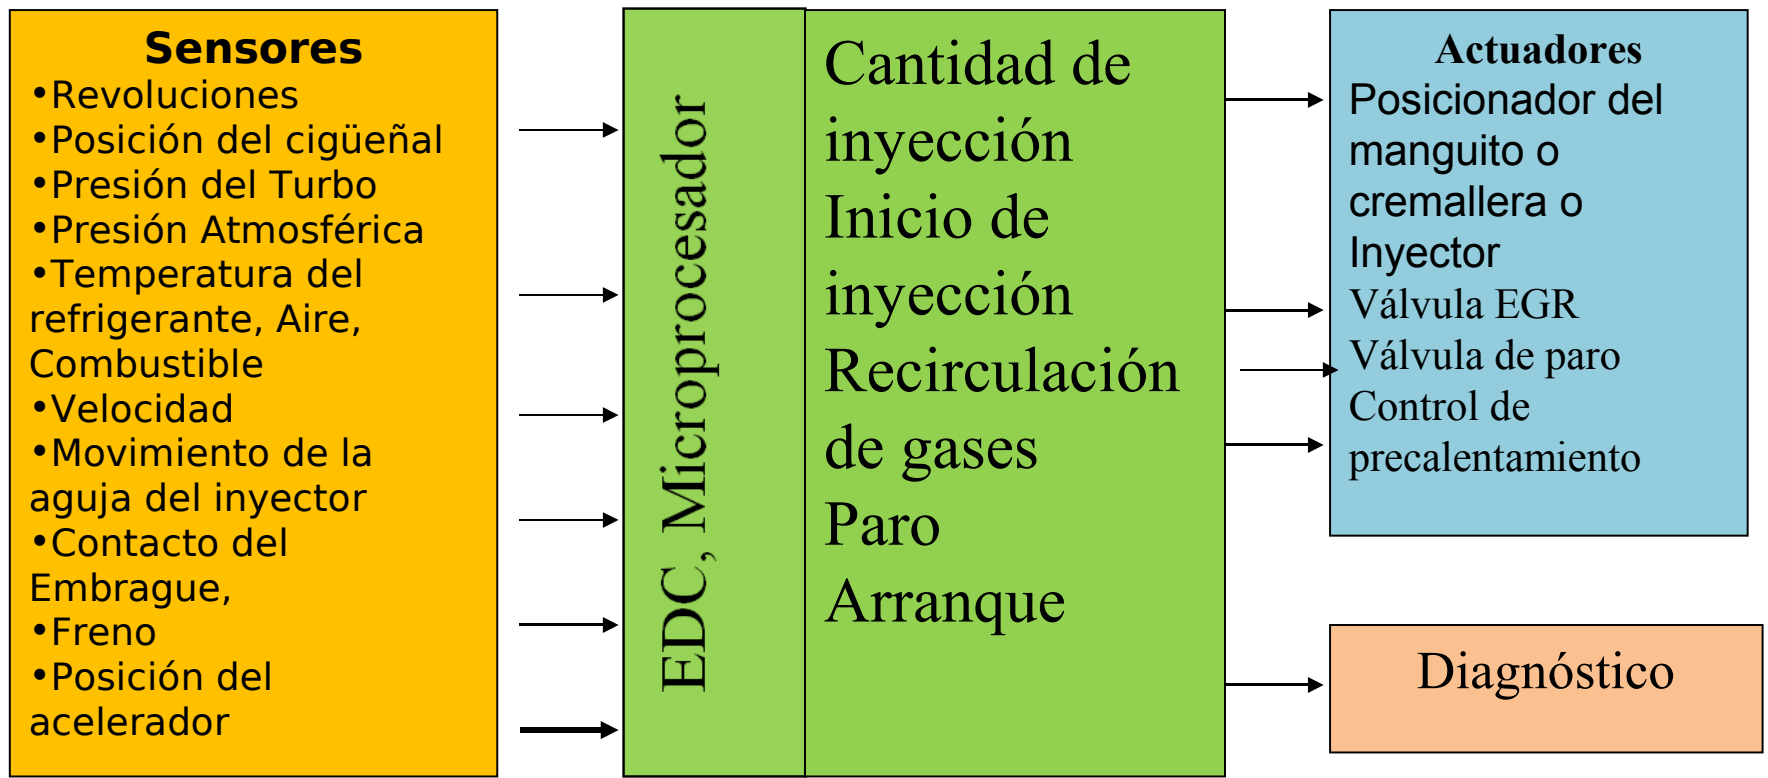 Sensores
•Revoluciones
•Posición del cigüeñal
•Presión del Turbo
•Presión Atmosférica
•Temperatura del
refrigerante, Aire,
Combustible
•Velocidad
•Movimiento de la
aguja del inyector
•Contacto del
Embrague,
•Freno
•Posición del
acelerador
EDC, Microprocesador
Cantidad de
inyección
Inicio de
inyección
Recirculación
de gases
Paro
Arranque
Actuadores
Posicionador del
manguito o
cremallera o
Inyector
Válvula EGR
Válvula de paro
Control de
precalentamiento
Diagnóstico